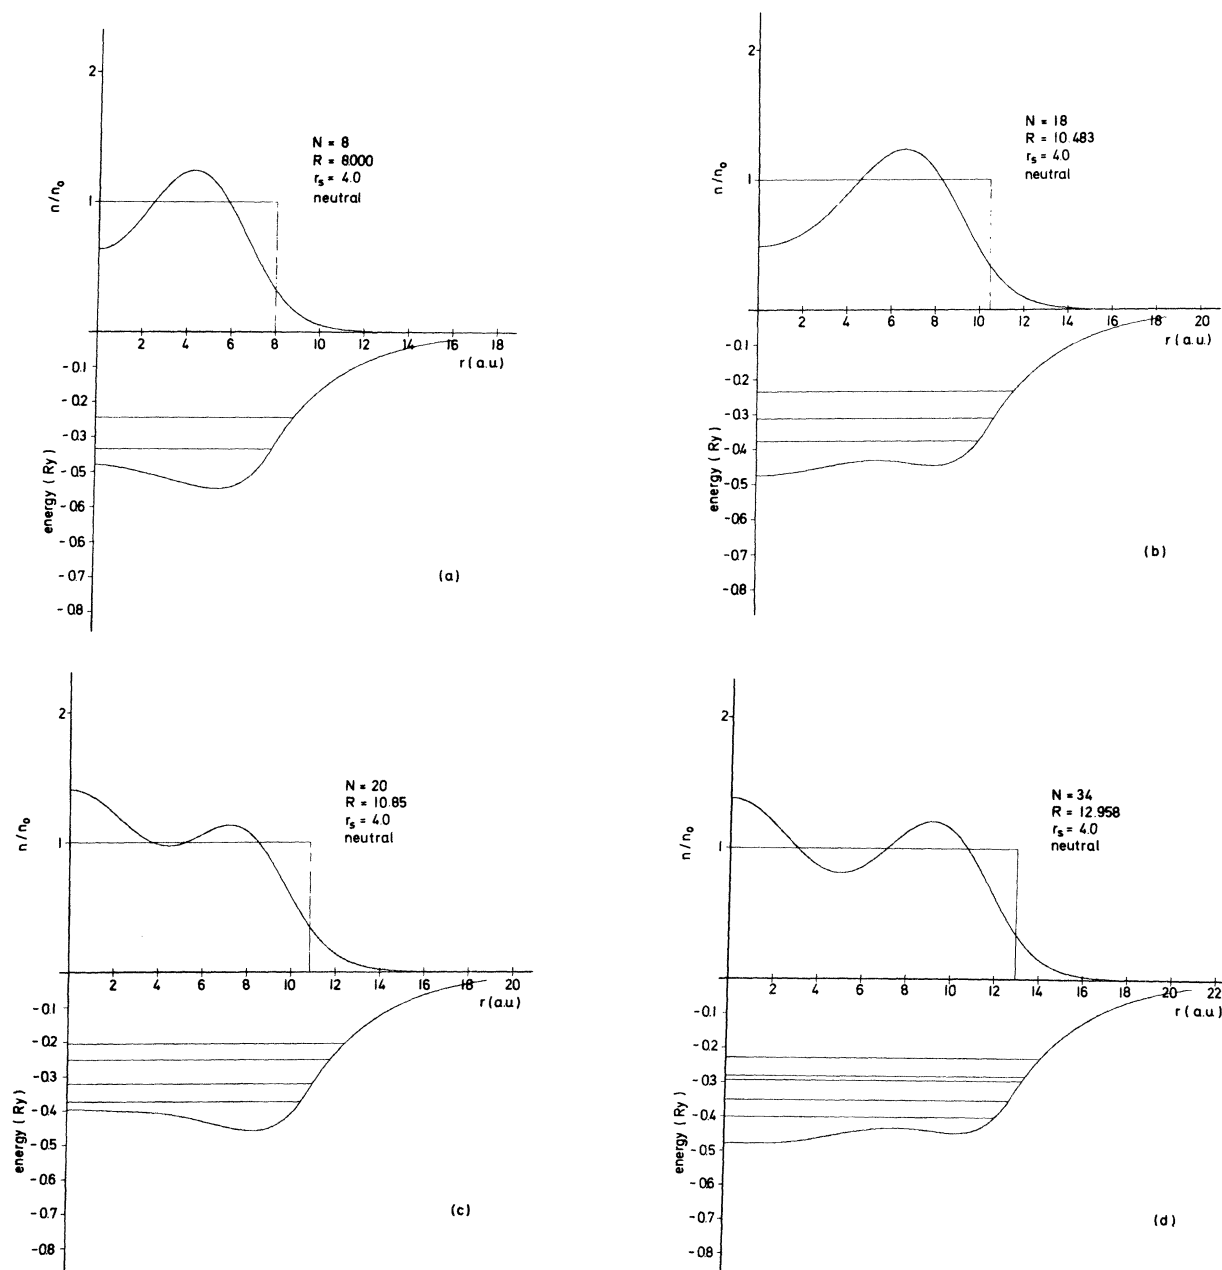 2
N = 8
R = 8000
rs = 4.0
neutral
n/n0
1
2 4 6 8 10 12 14 16 18
r (a.u.)
-0.1
-0.2
-0.3
energy (Ry)
-0.5
-0.6
-0.7
-0.8
(a)
2
N = 18
R = 10.483
rs = 4.0
neutral
n/n0
1
2 4 6 8 10 12 14 16 18 20
r (a.u.)
-0.1
-0.2
-0.3
-0.4
energy (Ry)
-0.5
-0.6
-0.7
-0.8
(b)
2
N = 20
R = 10.85
rs = 4.0
neutral
n/n0
1
2 4 6 8 10 12 14 16 18 20
r (a.u.)
-0.1
-0.2
-0.3
-0.4
energy (Ry)
-0.5
-0.6
-0.7
-0.8
(c)
2
N = 34
R = 12.958
rs = 4.0
neutral
n/n0
1
2 4 6 8 10 12 14 16 18 20 22
r (a.u.)
-0.1
-0.2
-0.3
-0.4
energy (Ry)
-0.5
-0.6
-0.7
-0.8
(d)